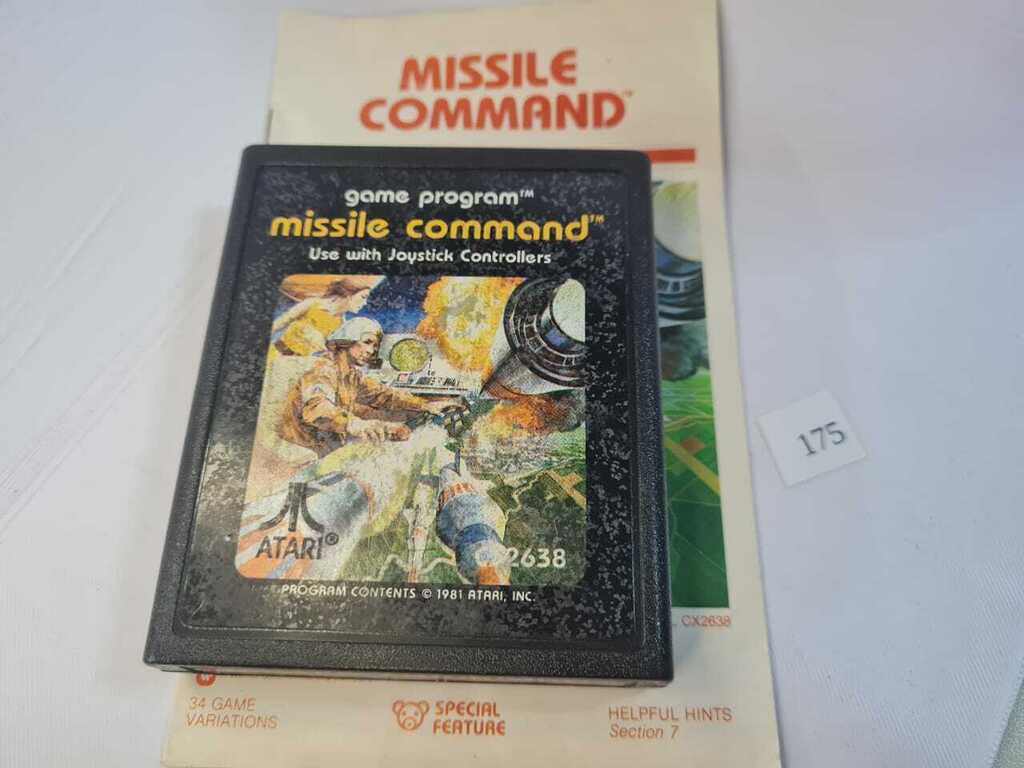 MISSILE
COMMAND™
game program™
missile command™
Use with Joystick Controllers
ATARI®
2638
PROGRAM CONTENTS © 1981 ATARI, INC.
175
CX2638
34 GAME
VARIATIONS
SPECIAL
FEATURE
HELPFUL HINTS
Section 7